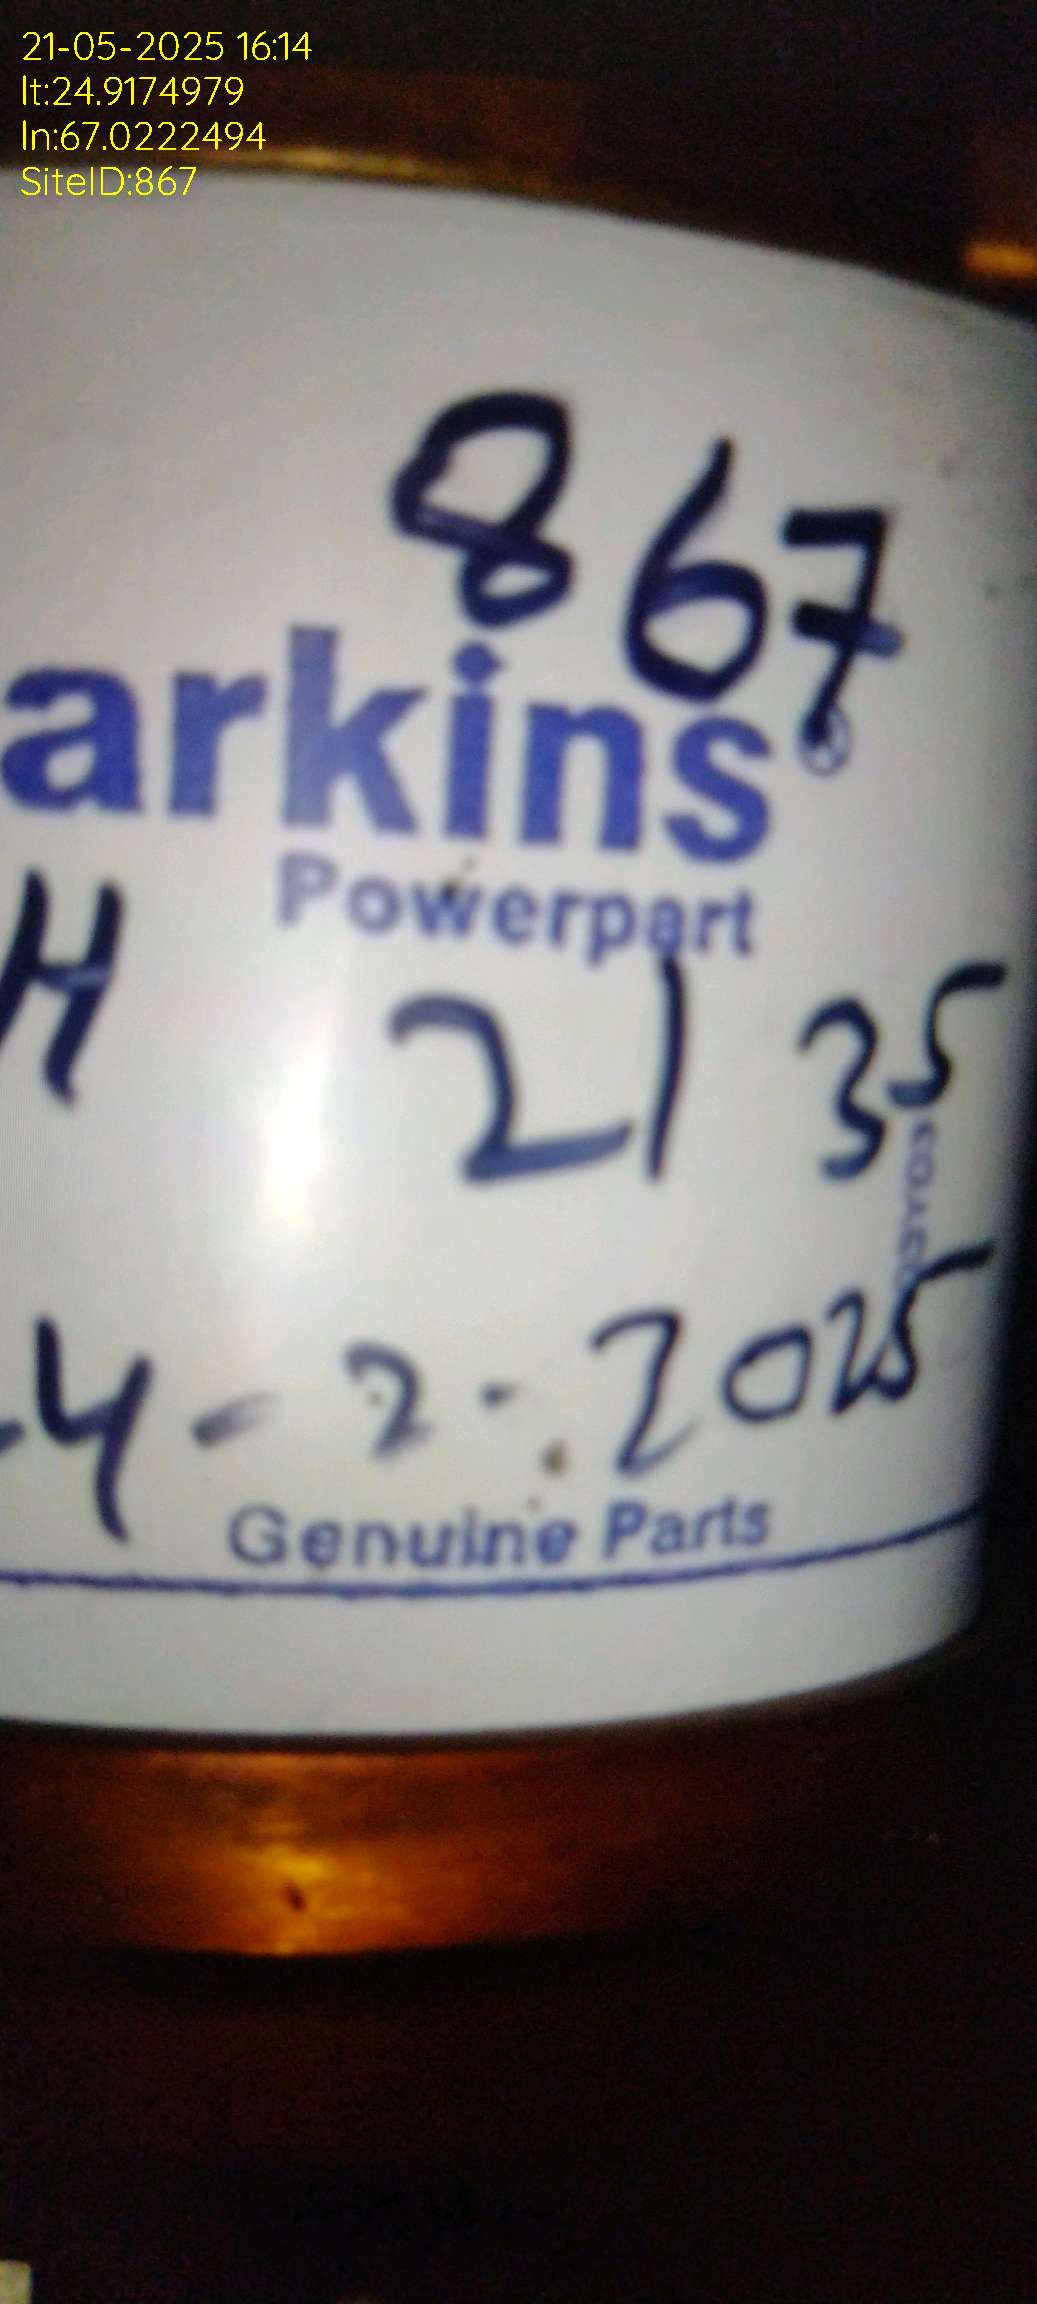 21-05-2025 16:14
lt:24.9174979
ln:67.0222494
SiteID:867
867
arkins
Powerpart
H 2135
-4-2-2025
Genuine Parts